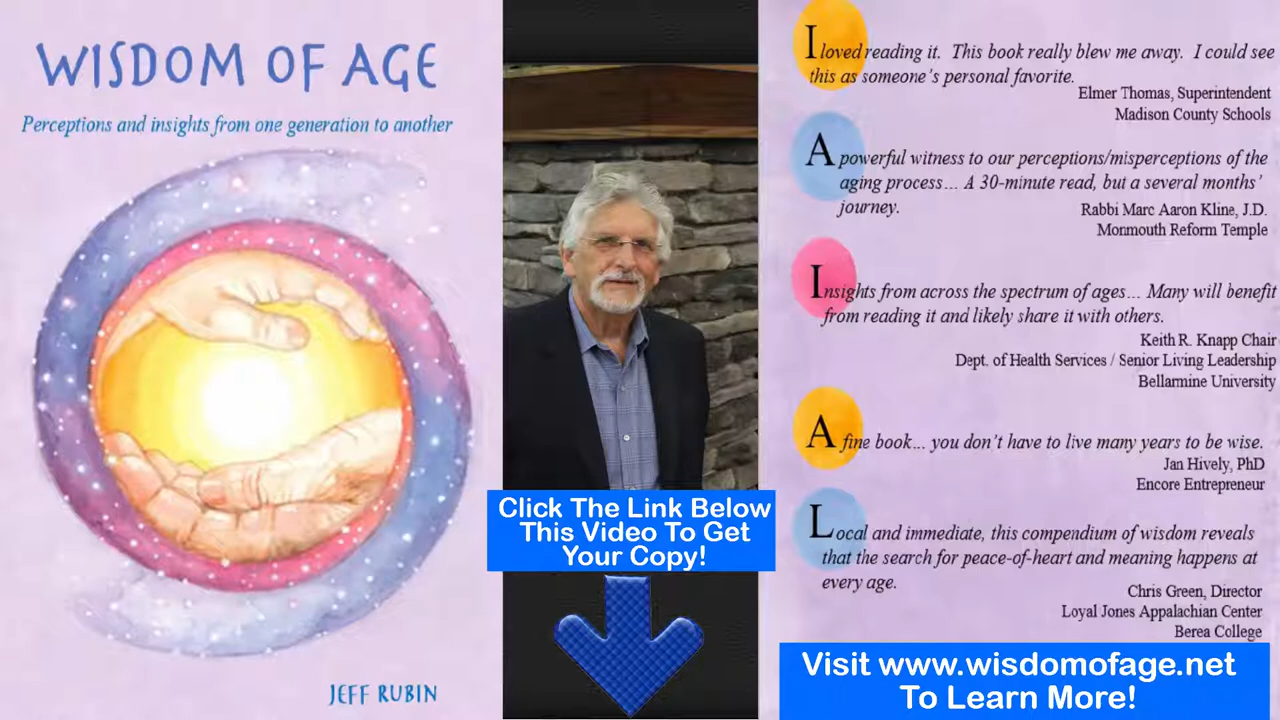 WISDOM OF AGE
Perceptions and insights from one generation to another
JEFF RUBIN
Click The Link Below
This Video To Get
Your Copy!
I loved reading it. This book really blew me away. I could see
this as someone's personal favorite.
Elmer Thomas, Superintendent
Madison County Schools
A powerful witness to our perceptions/misperceptions of the
aging process... A 30-minute read, but a several months'
journey.
Rabbi Marc Aaron Kline, J.D.
Monmouth Reform Temple
Insights from across the spectrum of ages... Many will benefit
from reading it and likely share it with others.
Keith R. Knapp Chair
Dept. of Health Services / Senior Living Leadership
Bellarmine University
A fine book... you don't have to live many years to be wise.
Jan Hively, PhD
Encore Entrepreneur
Local and immediate, this compendium of wisdom reveals
that the search for peace-of-heart and meaning happens at
every age.
Chris Green, Director
Loyal Jones Appalachian Center
Berea College
Visit www.wisdomofage.net
To Learn More!